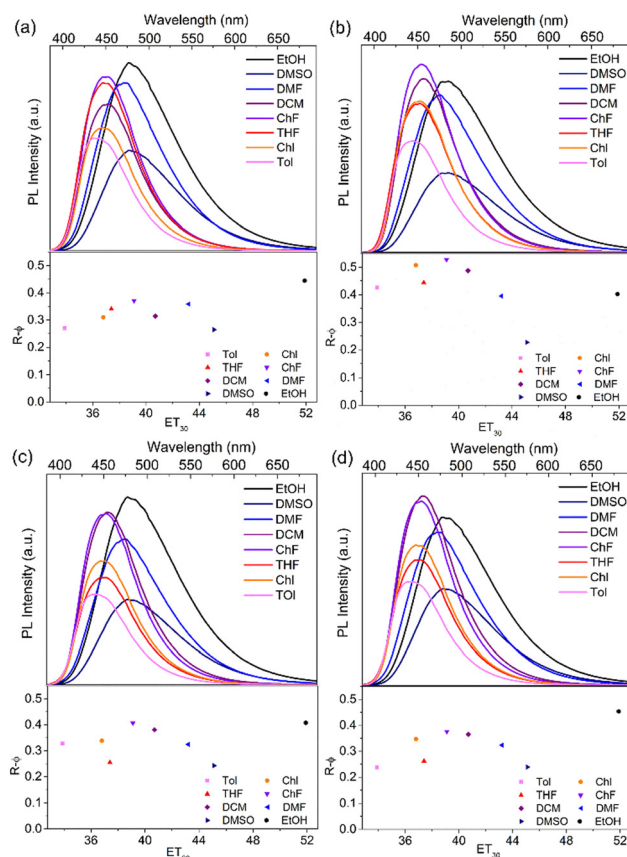 (a)
Wavelength (nm)
400 450 500 550 600 650
PL Intensity (a.u.)
EtOH
DMSO
DMF
DCM
ChF
THF
Chl
Tol
0.5
0.4
0.3
0.2
0.1
0.0
R-ϕ
Tol Chl
THF ChF
DCM DMF
DMSO EtOH
36 40 44 48 52
ET30
(b)
Wavelength (nm)
400 450 500 550 600 650
PL Intensity (a.u.)
EtOH
DMSO
DMF
DCM
ChF
THF
Chl
Tol
0.5
0.4
0.3
0.2
0.1
0.0
R-ϕ
Tol Chl
THF ChF
DCM DMF
DMSO EtOH
36 40 44 48 52
ET30
(c)
Wavelength (nm)
400 450 500 550 600 650
PL Intensity (a.u.)
EtOH
DMSO
DMF
DCM
ChF
THF
Chl
TOl
0.5
0.4
0.3
0.2
0.1
0.0
R-ϕ
Tol Chl
THF ChF
DCM DMF
DMSO EtOH
36 40 44 48 52
(d)
Wavelength (nm)
400 450 500 550 600 650
PL Intensity (a.u.)
EtOH
DMSO
DMF
DCM
ChF
THF
Chl
Tol
0.5
0.4
0.3
0.2
0.1
0.0
R-ϕ
Tol Chl
THF ChF
DCM DMF
DMSO EtOH
36 40 44 48 52
ET30